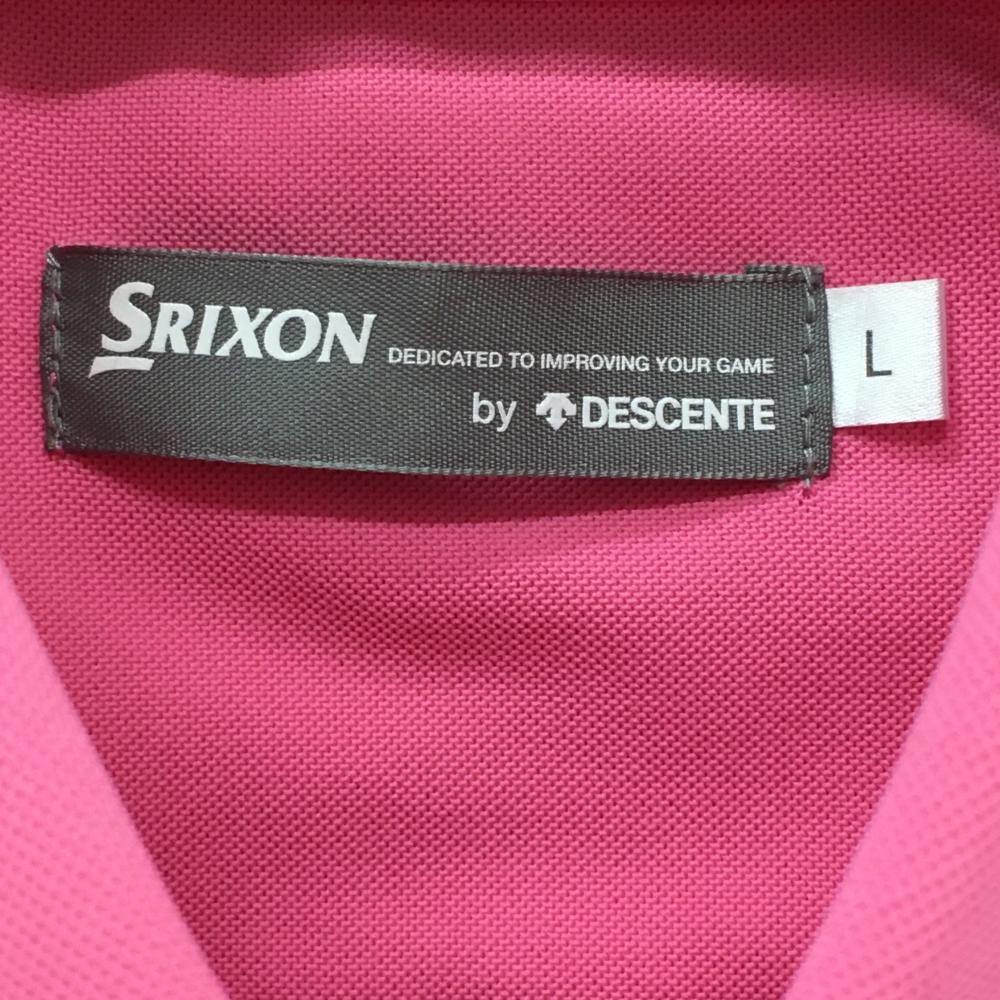 SRIXON DEDICATED TO IMPROVING YOUR GAME
by DESCENTE
L